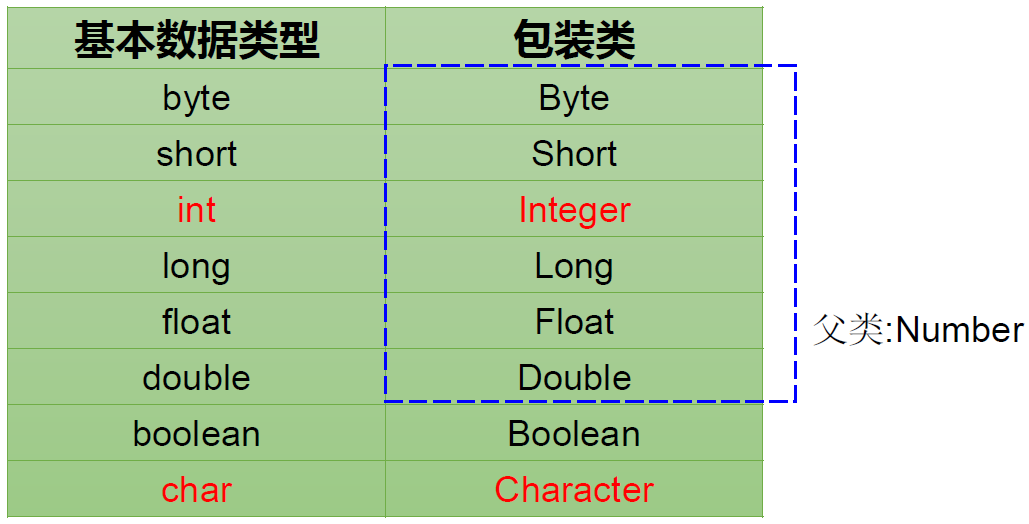 基本数据类型 包装类
byte Byte
short Short
int Integer
long Long
float Float
double Double
boolean Boolean
char Character
父类:Number